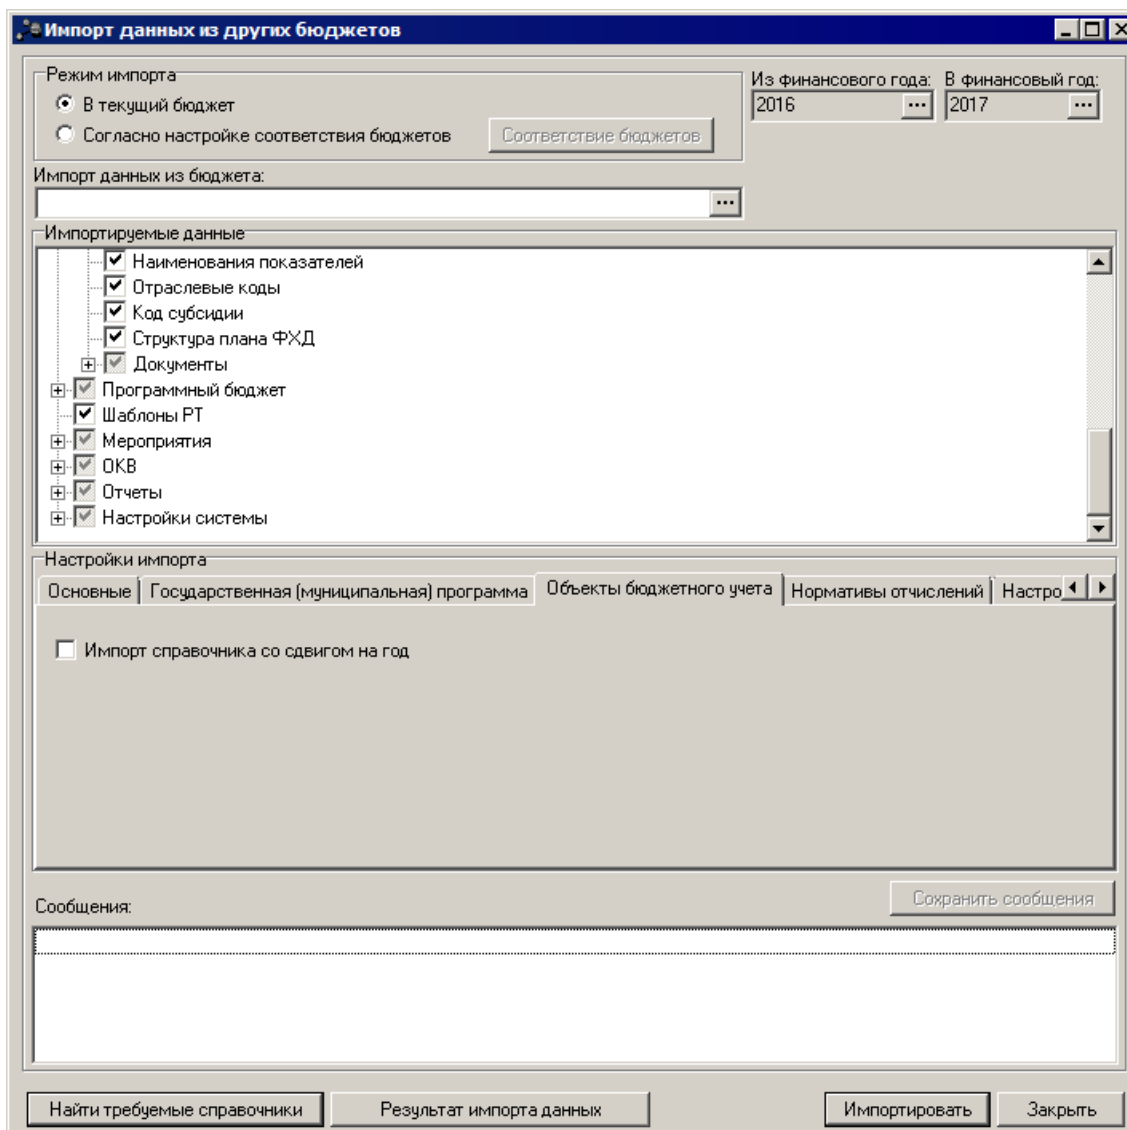 Импорт данных из других бюджетов
Режим импорта
В текущий бюджет
Согласно настройке соответствия бюджетов
Соответствие бюджетов
Из финансового года:
В финансовый год:
2016
2017
Импорт данных из бюджета:
Импортируемые данные
Наименования показателей
Отраслевые коды
Код субсидии
Структура плана ФХД
Документы
Программный бюджет
Шаблоны РТ
Мероприятия
ОКВ
Отчеты
Настройки системы
Настройки импорта
Основные
Государственная (муниципальная) программа
Объекты бюджетного учета
Нормативы отчислений
Настро
Импорт справочника со сдвигом на год
Сохранить сообщения
Сообщения:
Найти требуемые справочники
Результат импорта данных
Импортировать
Закрыть